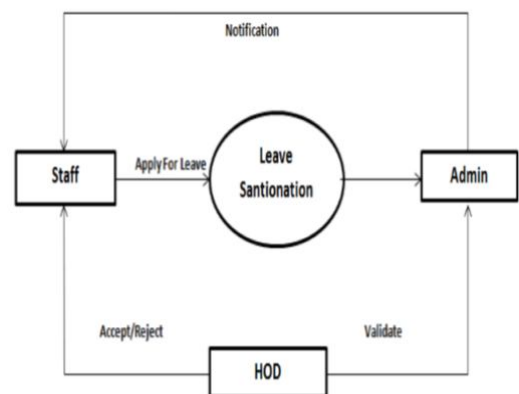 Notification
Staff
Apply For Leave
Leave
Santionation
Admin
Accept/Reject
Validate
HOD